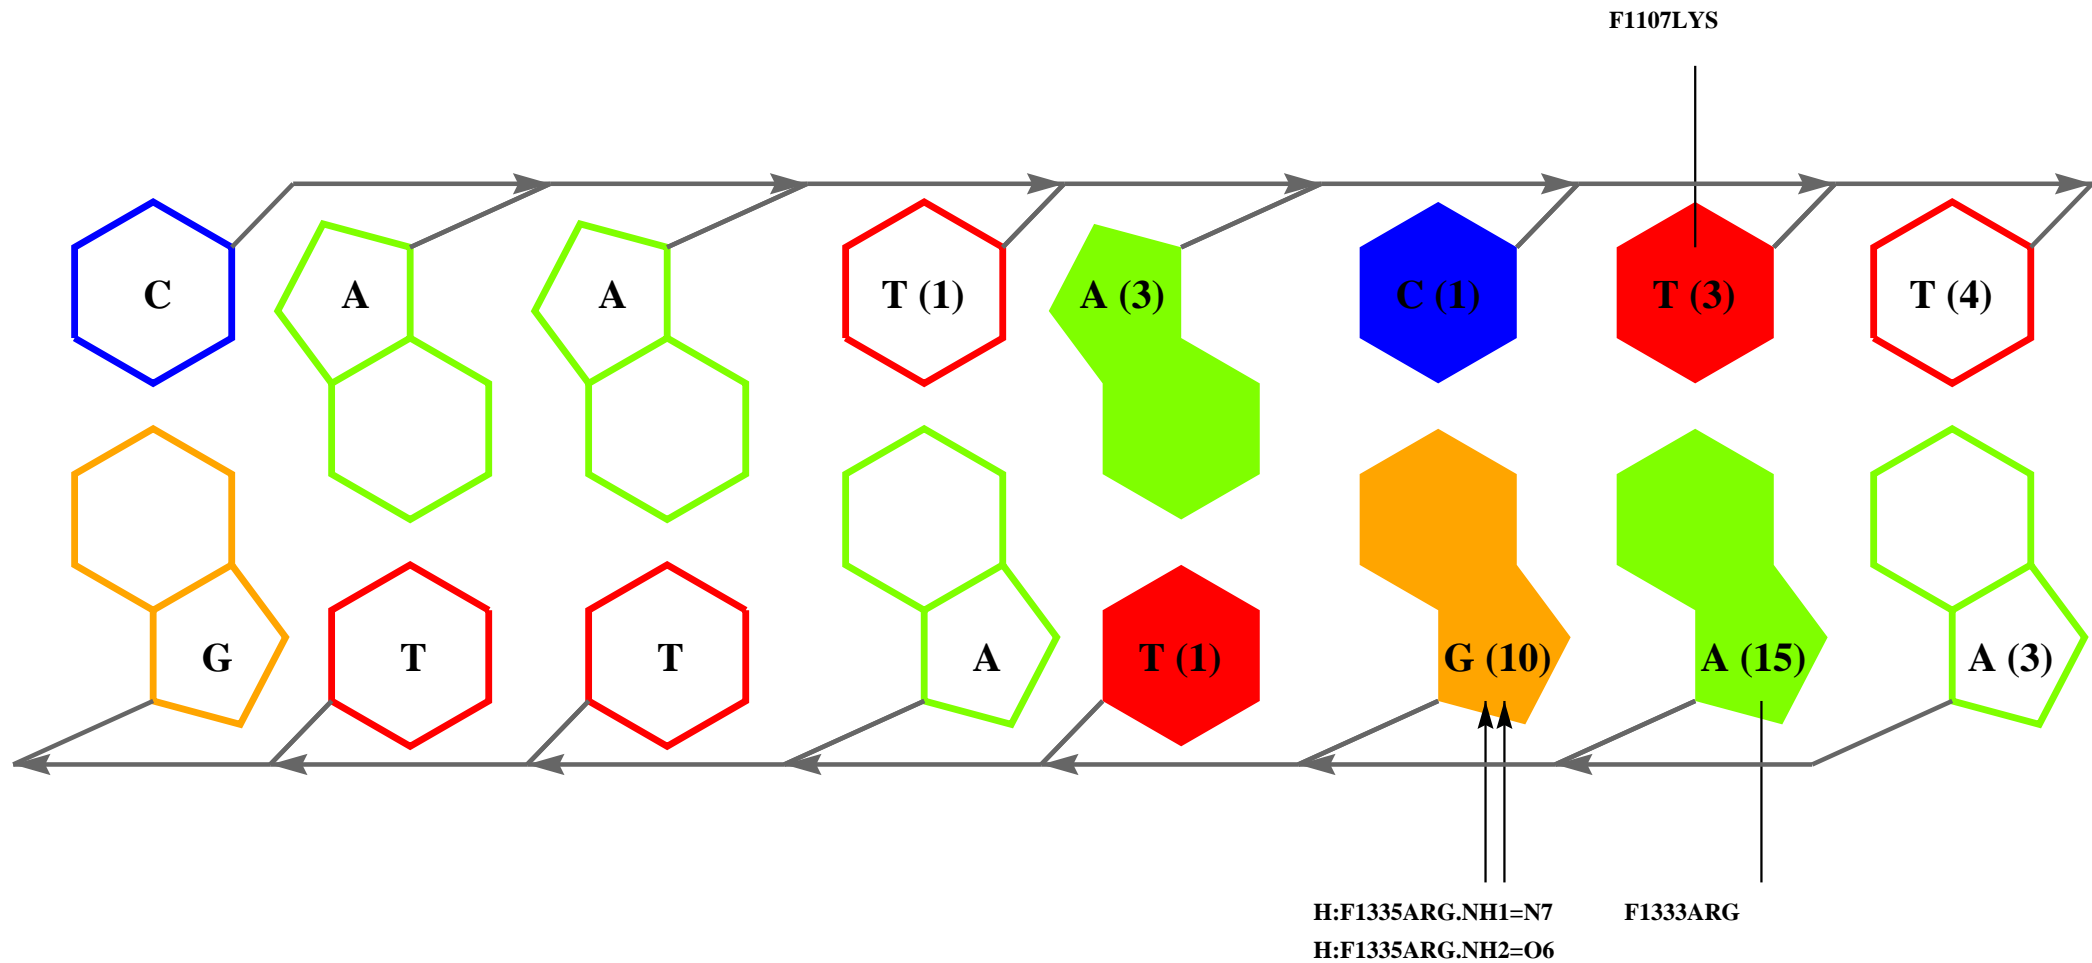 F1107LYS
C A A T (1) A (3) C (1) T (3) T (4)
G T T A T (1) G (10) A (15) A (3)
H:F1335ARG.NH1=N7 F1333ARG
H:F1335ARG.NH2=O6